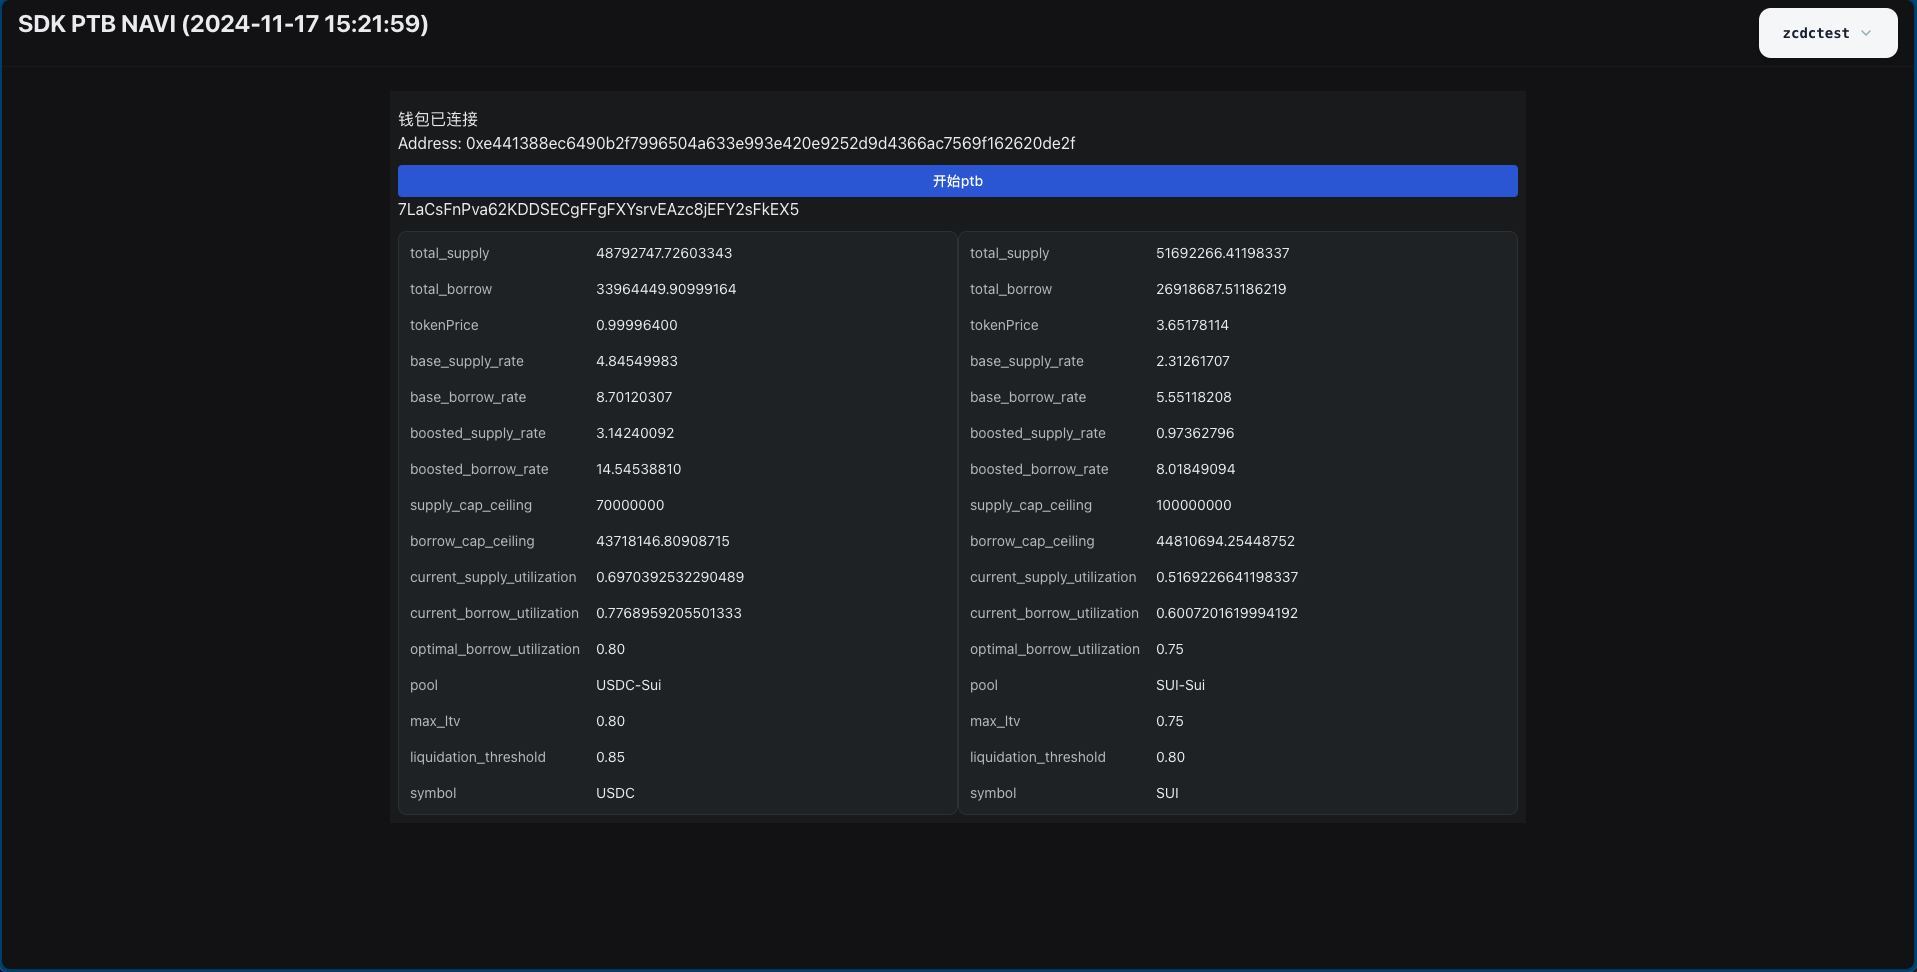 SDK PTB NAVI (2024-11-17 15:21:59)
zcdctest
钱包已连接
Address: 0xe441388ec6490b2f7996504a633e993e420e9252d9d4366ac7569f162620de2f
开始ptb
7LaCsFnPva62KDDSECgFFgFXYsrvEAzc8jEFY2sFkEX5
total_supply 48792747.72603343
total_borrow 33964449.90999164
tokenPrice 0.99996400
base_supply_rate 4.84549983
base_borrow_rate 8.70120307
boosted_supply_rate 3.14240092
boosted_borrow_rate 14.54538810
supply_cap_ceiling 70000000
borrow_cap_ceiling 43718146.80908715
current_supply_utilization 0.6970392532290489
current_borrow_utilization 0.7768959205501333
optimal_borrow_utilization 0.80
pool USDC-Sui
max_ltv 0.80
liquidation_threshold 0.85
symbol USDC
total_supply 51692266.41198337
total_borrow 26918687.51186219
tokenPrice 3.65178114
base_supply_rate 2.31261707
base_borrow_rate 5.55118208
boosted_supply_rate 0.97362796
boosted_borrow_rate 8.01849094
supply_cap_ceiling 100000000
borrow_cap_ceiling 44810694.25448752
current_supply_utilization 0.5169226641198337
current_borrow_utilization 0.6007201619994192
optimal_borrow_utilization 0.75
pool SUI-Sui
max_ltv 0.75
liquidation_threshold 0.80
symbol SUI